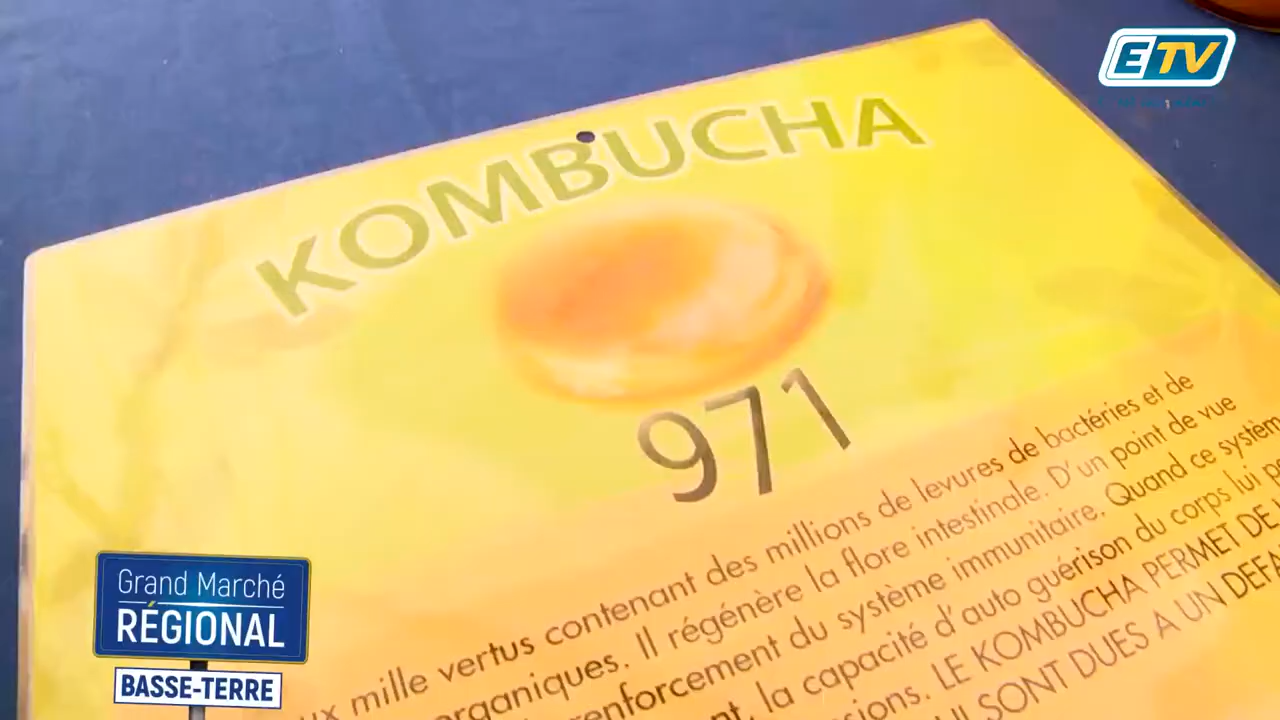 ETV
KOMBUCHA
971
ux mille vertus contenant des millions de levures de bactéries et de
organiques. Il régénère la flore intestinale. D'un point de vue
renforcement du système immunitaire. Quand ce systèm
la capacité d'auto guérison du corps lui
LE KOMBUCHA PERMET DE
SONT DUES A UN DEFA
Grand Marché
RÉGIONAL
BASSE-TERRE